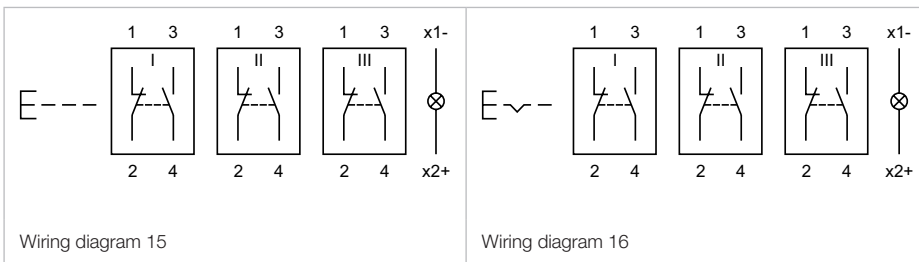 1 3 1 3 1 3 x1-
I II III
2 4 2 4 2 4 x2+
Wiring diagram 15
1 3 1 3 1 3 x1-
I II III
2 4 2 4 2 4 x2+
Wiring diagram 16